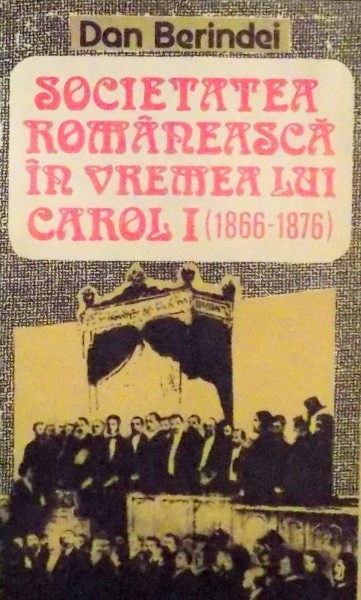 Dan Berindei
SOCIETATEA
ROMÂNEASCĂ
ÎN VREMEA LUI
CAROL I (1866-1876)